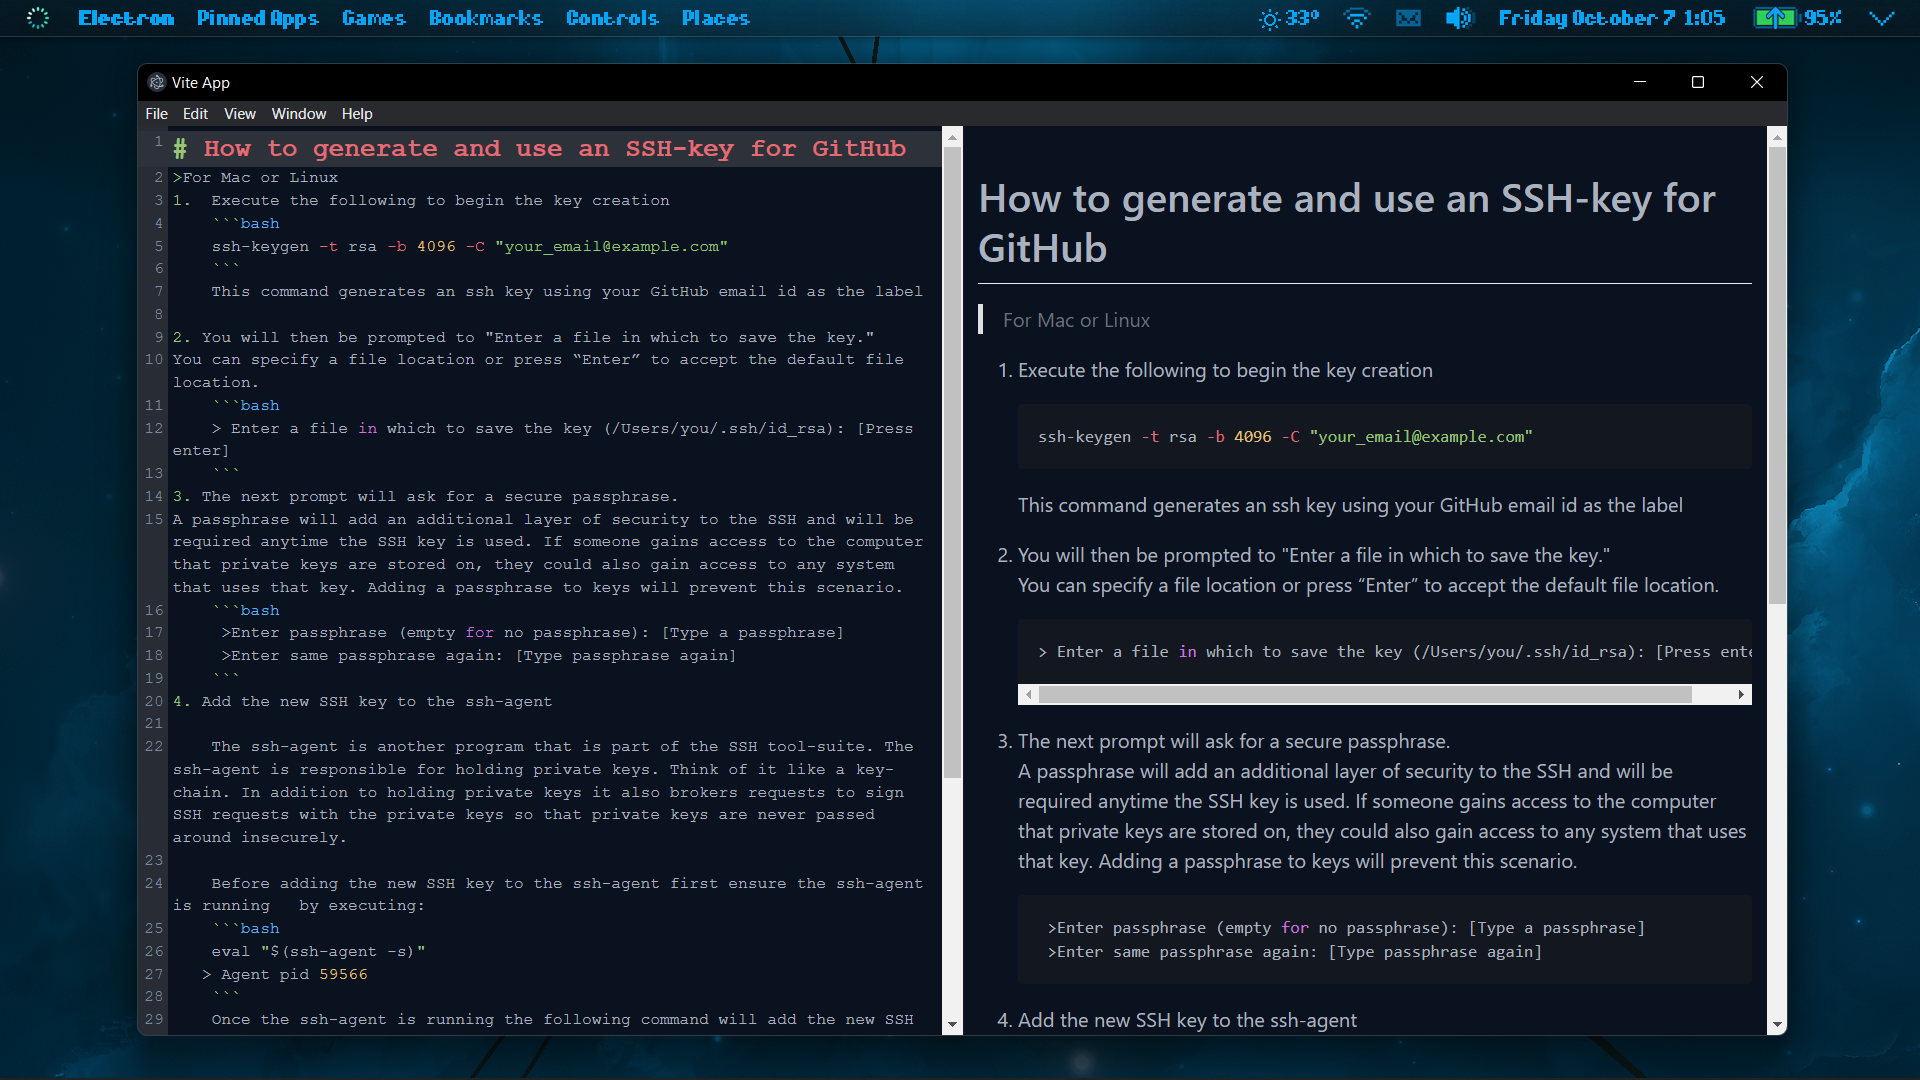 Electron Pinned Apps Games Bookmarks Controls Places 33° Friday October 7 1:05 95%
Vite App
File Edit View Window Help
1 # How to generate and use an SSH-key for GitHub
2 >For Mac or Linux
3 1.  Execute the following to begin the key creation
4     ```bash
5     ssh-keygen -t rsa -b 4096 -C "your_email@example.com"
6     ```
7     This command generates an ssh key using your GitHub email id as the label
8
9 2. You will then be prompted to "Enter a file in which to save the key."
10 You can specify a file location or press “Enter” to accept the default file
location.
11     ```bash
12     > Enter a file in which to save the key (/Users/you/.ssh/id_rsa): [Press
enter]
13     ```
14 3. The next prompt will ask for a secure passphrase.
15 A passphrase will add an additional layer of security to the SSH and will be
required anytime the SSH key is used. If someone gains access to the computer
that private keys are stored on, they could also gain access to any system
that uses that key. Adding a passphrase to keys will prevent this scenario.
16     ```bash
17      >Enter passphrase (empty for no passphrase): [Type a passphrase]
18      >Enter same passphrase again: [Type passphrase again]
19     ```
20 4. Add the new SSH key to the ssh-agent
21
22     The ssh-agent is another program that is part of the SSH tool-suite. The
ssh-agent is responsible for holding private keys. Think of it like a key-
chain. In addition to holding private keys it also brokers requests to sign
SSH requests with the private keys so that private keys are never passed
around insecurely.
23
24     Before adding the new SSH key to the ssh-agent first ensure the ssh-agent
is running   by executing:
25     ```bash
26     eval "$(ssh-agent -s)"
27    > Agent pid 59566
28     ```
29     Once the ssh-agent is running the following command will add the new SSH
How to generate and use an SSH-key for
GitHub
For Mac or Linux
1. Execute the following to begin the key creation
ssh-keygen -t rsa -b 4096 -C "your_email@example.com"
This command generates an ssh key using your GitHub email id as the label
2. You will then be prompted to "Enter a file in which to save the key."
You can specify a file location or press “Enter” to accept the default file location.
> Enter a file in which to save the key (/Users/you/.ssh/id_rsa): [Press ente
3. The next prompt will ask for a secure passphrase.
A passphrase will add an additional layer of security to the SSH and will be
required anytime the SSH key is used. If someone gains access to the computer
that private keys are stored on, they could also gain access to any system that uses
that key. Adding a passphrase to keys will prevent this scenario.
>Enter passphrase (empty for no passphrase): [Type a passphrase]
>Enter same passphrase again: [Type passphrase again]
4. Add the new SSH key to the ssh-agent